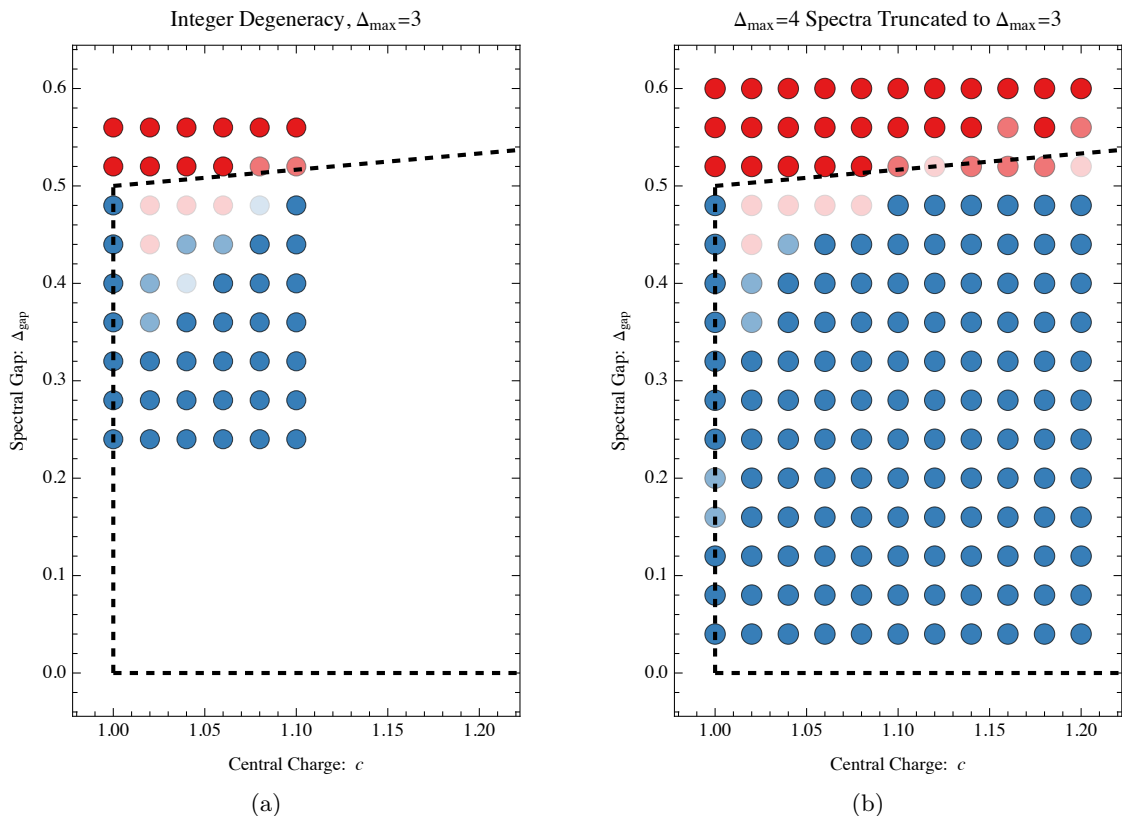 Integer Degeneracy, Δmax=3
0.6
0.5
0.4
0.3
0.2
0.1
0.0
Spectral Gap: Δgap
1.00 1.05 1.10 1.15 1.20
Central Charge: c
(a)
Δmax=4 Spectra Truncated to Δmax=3
0.6
0.5
0.4
0.3
0.2
0.1
0.0
Spectral Gap: Δgap
1.00 1.05 1.10 1.15 1.20
Central Charge: c
(b)